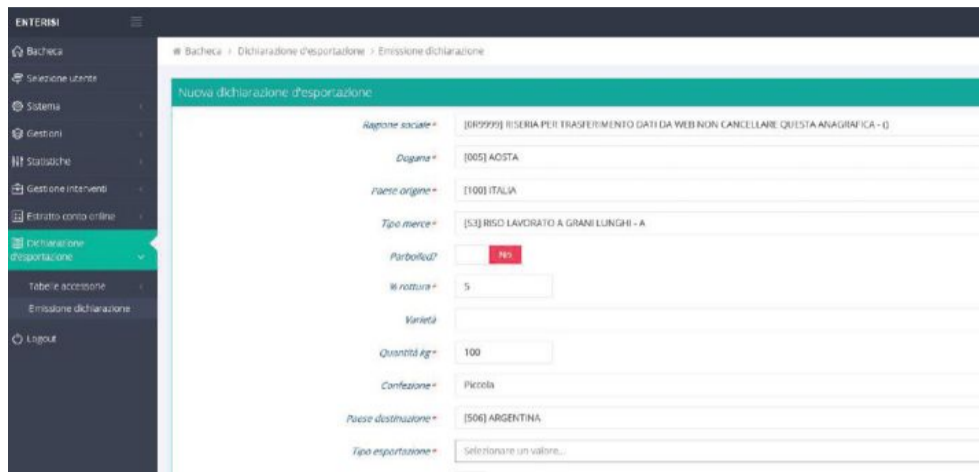 ENTERISI
Bacheca
Selezione utente
Sistema
Gestioni
Statistiche
Gestione interventi
Estratto conto online
Dichiarazione
d'esportazione
Tabelle accessorie
Emissione dichiarazione
Logout
Bacheca > Dichiarazione d'esportazione > Emissione dichiarazione
Nuova dichiarazione d'esportazione
Ragione sociale * [0R9999] RISERIA PER TRASFERIMENTO DATI DA WEB NON CANCELLARE QUESTA ANAGRAFICA - ()
Dogana * [005] AOSTA
Paese origine * [100] ITALIA
Tipo merce * [53] RISO LAVORATO A GRANI LUNGHI - A
Parboiled? No
% rottura * 5
Varietà
Quantità kg * 100
Confezione * Piccola
Paese destinazione * [506] ARGENTINA
Tipo esportazione * Selezionare un valore...